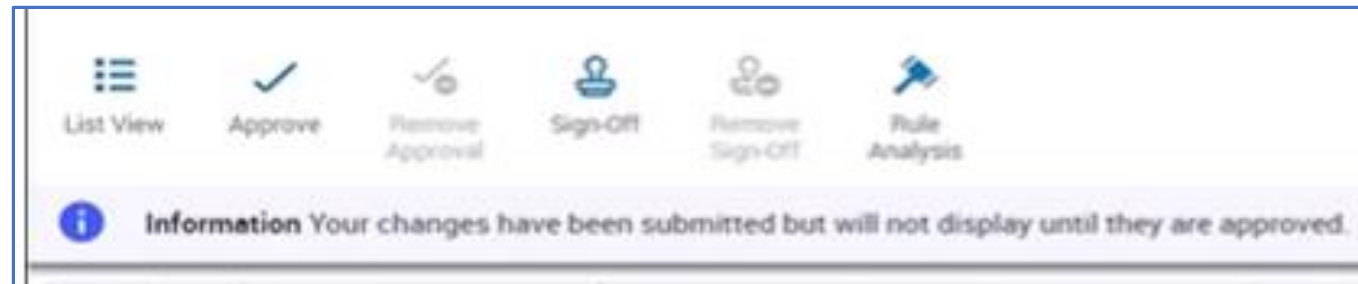 List View
Approve
Remove
Approval
Sign-Off
Remove
Sign-Off
Rule
Analysis
Information Your changes have been submitted but will not display until they are approved.